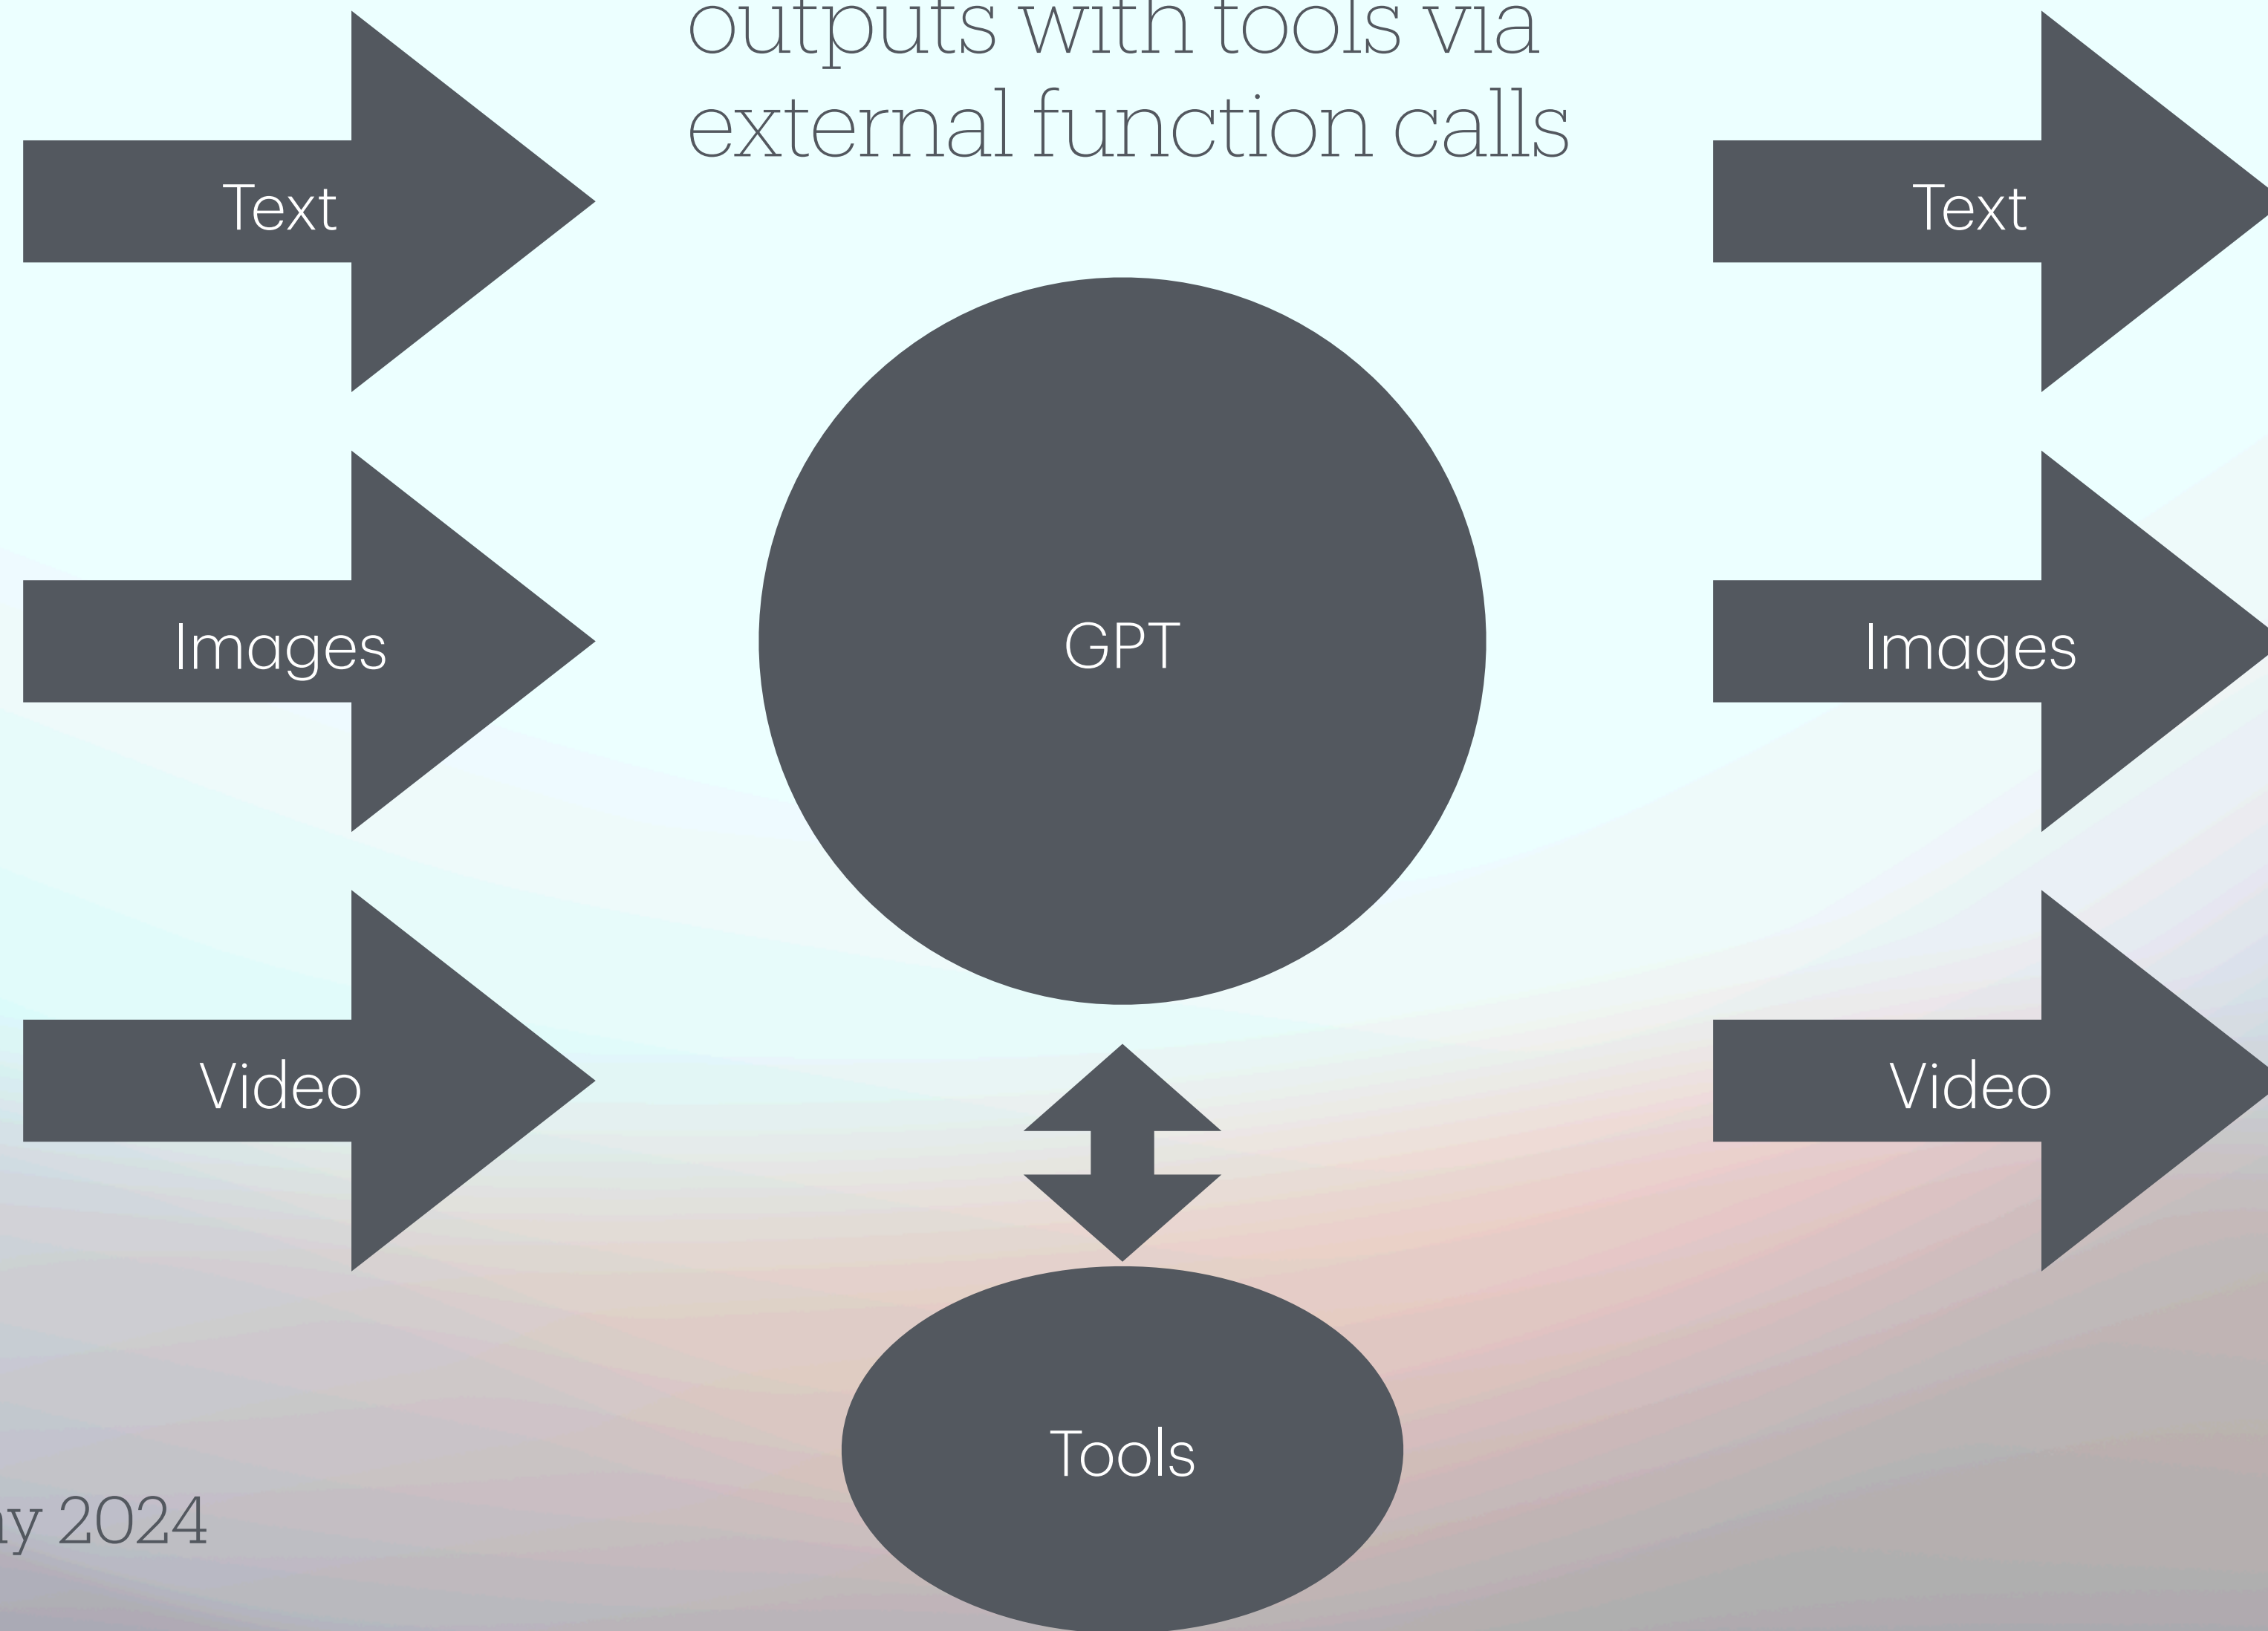 outputs with tools via
external function calls
Text
Text
Images
GPT
Images
Video
Video
Tools
2024